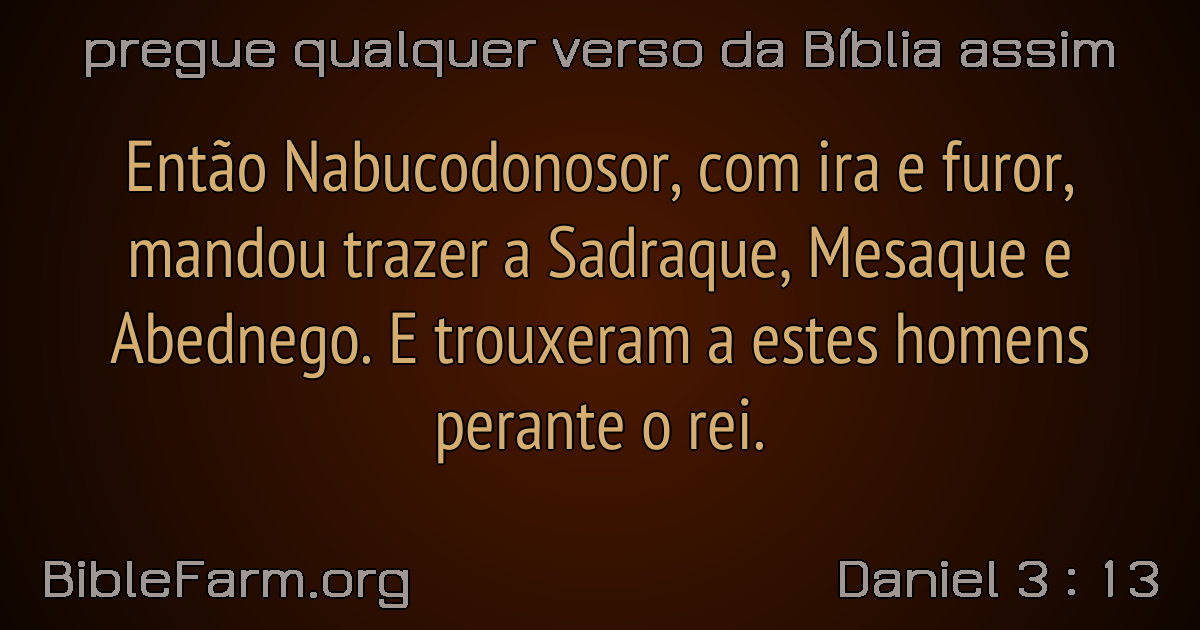 pregue qualquer verso da Bíblia assim
Então Nabucodonosor, com ira e furor,
mandou trazer a Sadraque, Mesaque e
Abednego. E trouxeram a estes homens
perante o rei.
BibleFarm.org
Daniel 3 : 13